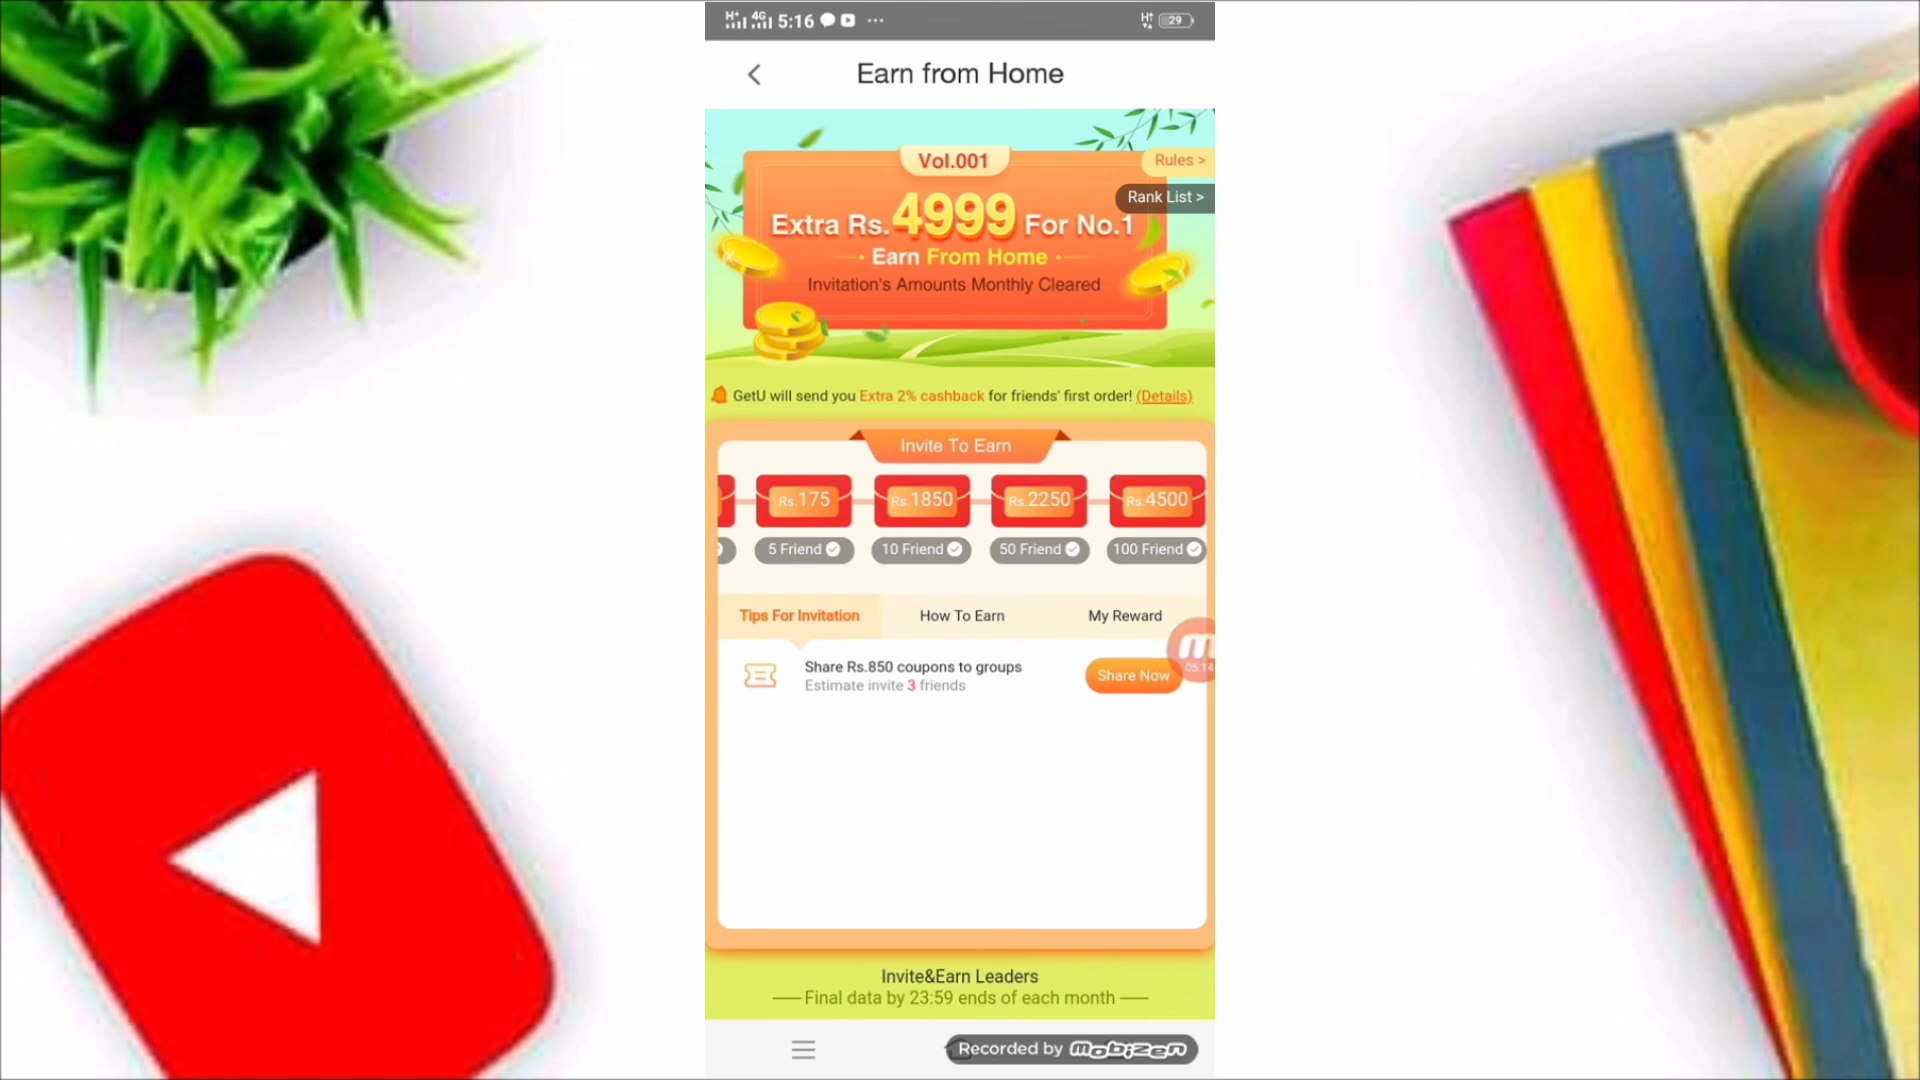 H+ 4G 5:16 ... H↑ 29
Earn from Home
Vol.001
Rules >
Rank List >
Extra Rs.4999 For No.1
Earn From Home
Invitation's Amounts Monthly Cleared
GetU will send you Extra 2% cashback for friends' first order! (Details)
Invite To Earn
Rs.175 Rs.1850 Rs.2250 Rs.4500
5 Friend 10 Friend 50 Friend 100 Friend
Tips For Invitation How To Earn My Reward
Share Rs.850 coupons to groups
Estimate invite 3 friends
Share Now
05:14
Invite&Earn Leaders
Final data by 23:59 ends of each month
Recorded by mobizen